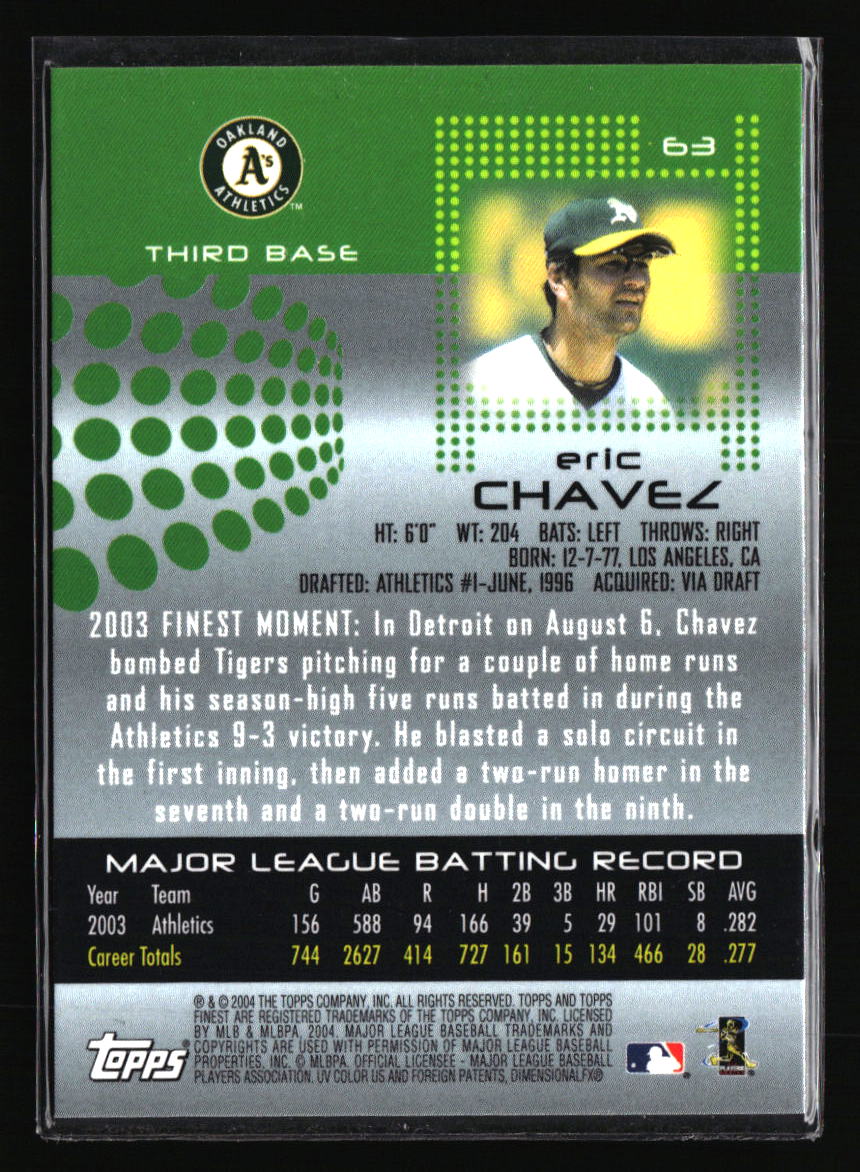 OAKLAND
A's
ATHLETICS
TM
63
THIRD BASE
eric
CHAVEZ
HT: 6'0" WT: 204 BATS: LEFT THROWS: RIGHT
BORN: 12-7-77, LOS ANGELES, CA
DRAFTED: ATHLETICS #1-JUNE, 1996 ACQUIRED: VIA DRAFT
2003 FINEST MOMENT: In Detroit on August 6, Chavez
bombed Tigers pitching for a couple of home runs
and his season-high five runs batted in during the
Athletics 9-3 victory. He blasted a solo circuit in
the first inning, then added a two-run homer in the
seventh and a two-run double in the ninth.
MAJOR LEAGUE BATTING RECORD
Year Team G AB R H 2B 3B HR RBI SB AVG
2003 Athletics 156 588 94 166 39 5 29 101 8 .282
Career Totals 744 2627 414 727 161 15 134 466 28 .277
® & © 2004 THE TOPPS COMPANY, INC. ALL RIGHTS RESERVED. TOPPS AND TOPPS
FINEST ARE REGISTERED TRADEMARKS OF THE TOPPS COMPANY, INC. LICENSED
BY MLB & MLBPA, 2004. MAJOR LEAGUE BASEBALL TRADEMARKS AND
COPYRIGHTS ARE USED WITH PERMISSION OF MAJOR LEAGUE BASEBALL
PROPERTIES, INC. © MLBPA. OFFICIAL LICENSEE - MAJOR LEAGUE BASEBALL
PLAYERS ASSOCIATION. UV COLOR US AND FOREIGN PATENTS, DIMENSIONALFX®
topps®